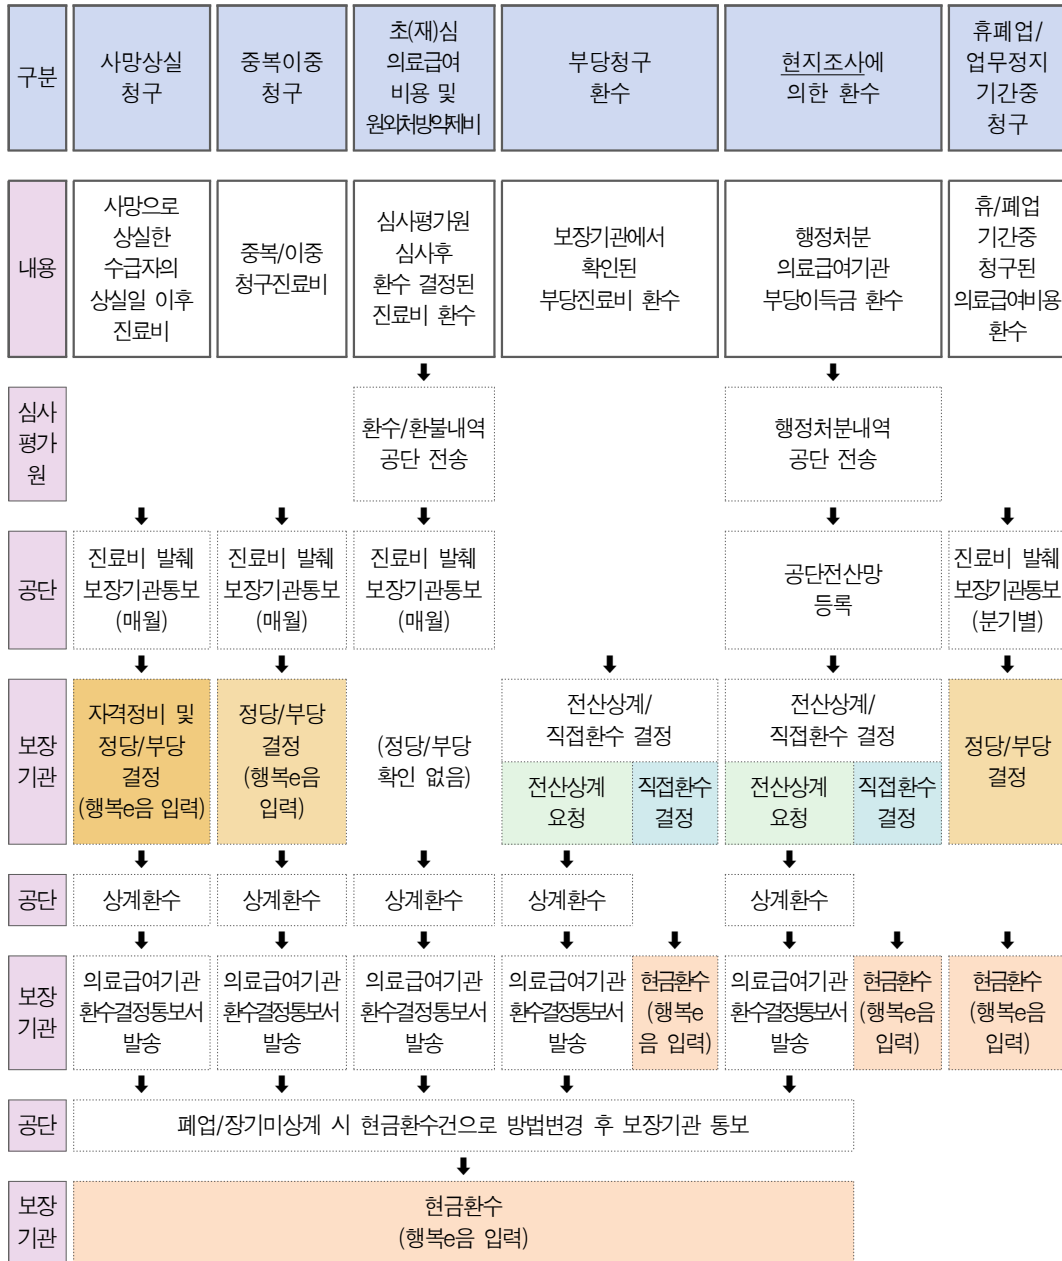 구분
사망상실
청구
중복이중
청구
초(재)심
의료급여
비용 및
원외처방약제비
부당청구
환수
현지조사에
의한 환수
휴폐업/
업무정지
기간중
청구
내용
사망으로
상실한
수급자의
상실일 이후
진료비
중복/이중
청구진료비
심사평가원
심사후
환수 결정된
진료비 환수
보장기관에서
확인된
부당진료비 환수
행정처분
의료급여기관
부당이득금 환수
휴/폐업
기간중
청구된
의료급여비용
환수
심사
평가
원
환수/환불내역
공단 전송
행정처분내역
공단 전송
공단
진료비 발췌
보장기관통보
(매월)
진료비 발췌
보장기관통보
(매월)
진료비 발췌
보장기관통보
(매월)
공단전산망
등록
진료비 발췌
보장기관통보
(분기별)
보장
기관
자격정비 및
정당/부당
결정
(행복e음 입력)
정당/부당
결정
(행복e음
입력)
(정당/부당
확인 없음)
전산상계/
직접환수 결정
전산상계
요청
직접환수
결정
전산상계/
직접환수 결정
전산상계
요청
직접환수
결정
정당/부당
결정
공단
상계환수
상계환수
상계환수
상계환수
상계환수
보장
기관
의료급여기관
환수결정통보서
발송
의료급여기관
환수결정통보서
발송
의료급여기관
환수결정통보서
발송
의료급여기관
환수결정통보서
발송
현금환수
(행복e
음 입력)
의료급여기관
환수결정통보서
발송
현금환수
(행복e음
입력)
현금환수
(행복e음
입력)
공단
폐업/장기미상계 시 현금환수건으로 방법변경 후 보장기관 통보
보장
기관
현금환수
(행복e음 입력)